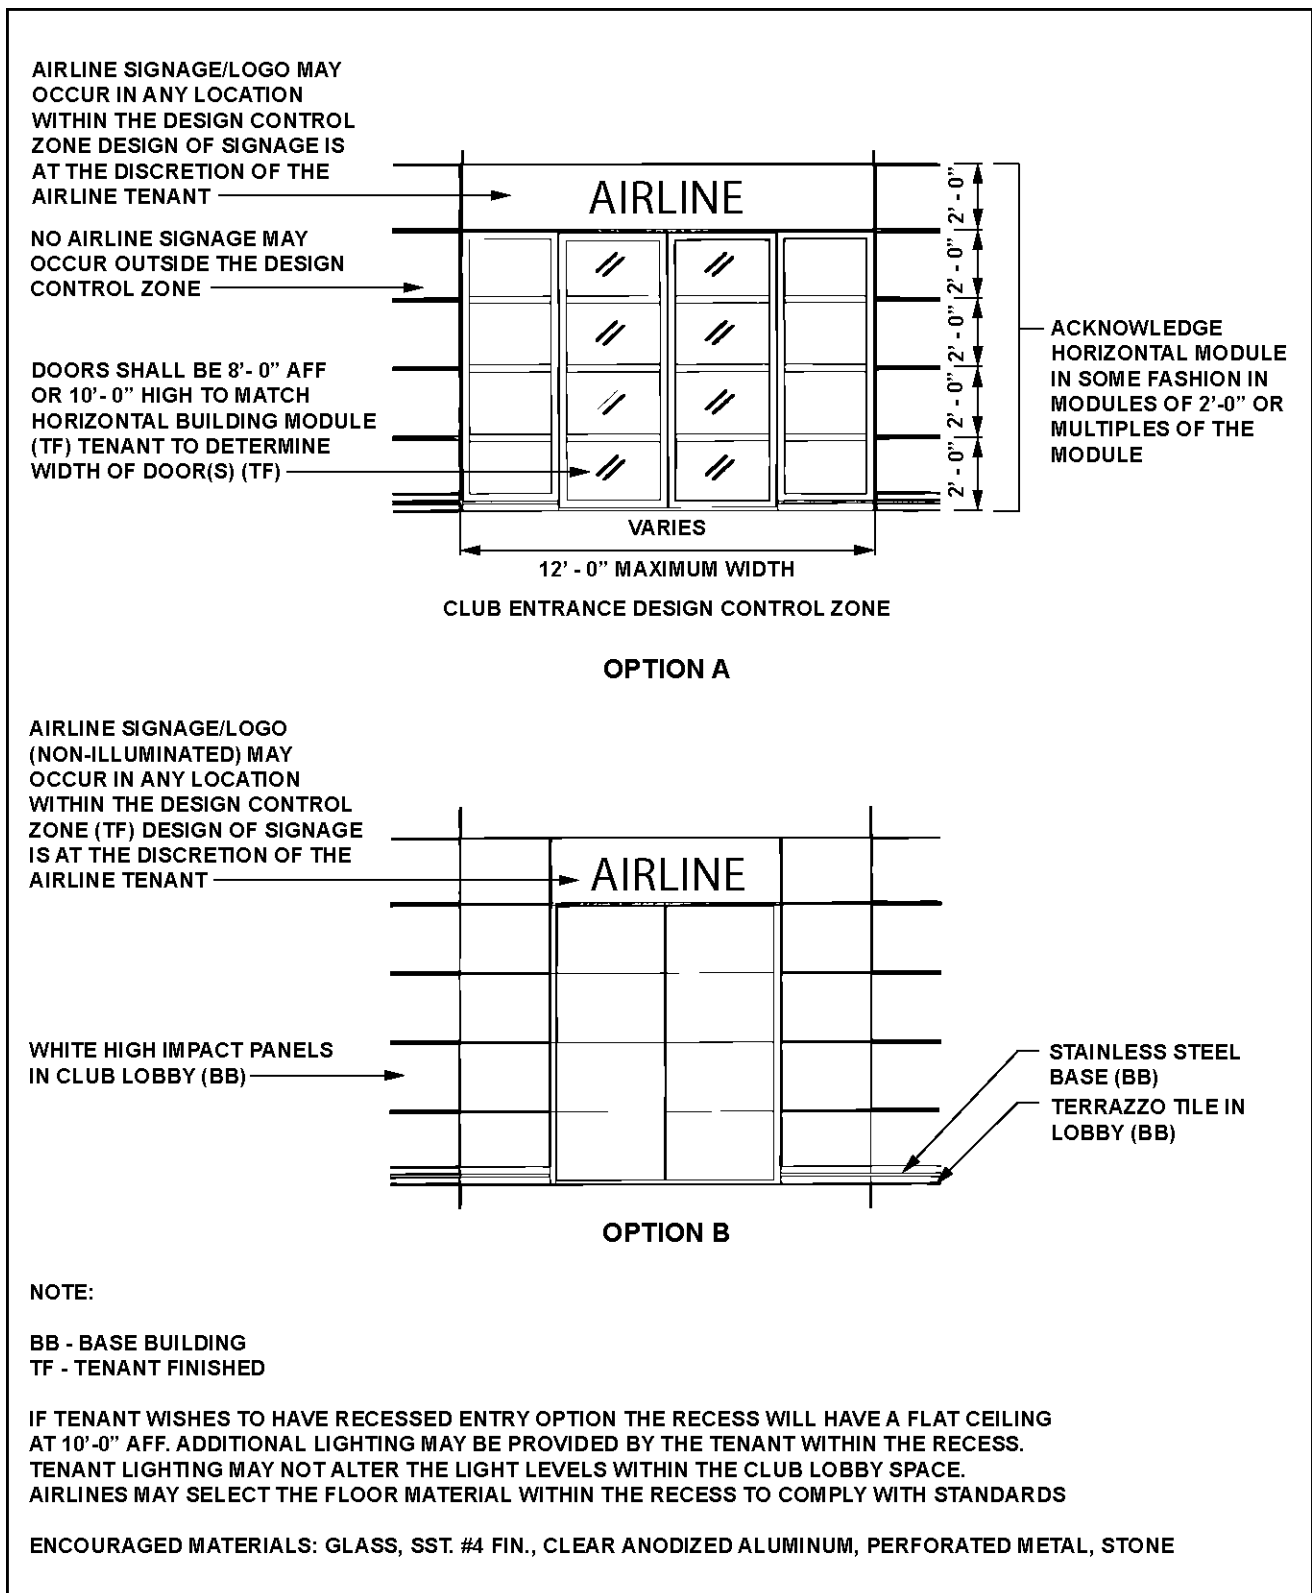 AIRLINE SIGNAGE/LOGO MAY
OCCUR IN ANY LOCATION
WITHIN THE DESIGN CONTROL
ZONE DESIGN OF SIGNAGE IS
AT THE DISCRETION OF THE
AIRLINE TENANT
NO AIRLINE SIGNAGE MAY
OCCUR OUTSIDE THE DESIGN
CONTROL ZONE
DOORS SHALL BE 8'- 0” AFF
OR 10'- 0” HIGH TO MATCH
HORIZONTAL BUILDING MODULE
(TF) TENANT TO DETERMINE
WIDTH OF DOOR(S) (TF)
AIRLINE
2' - 0”
2' - 0”
2' - 0”
2' - 0”
2' - 0”
ACKNOWLEDGE
HORIZONTAL MODULE
IN SOME FASHION IN
MODULES OF 2'-0” OR
MULTIPLES OF THE
MODULE
VARIES
12' - 0” MAXIMUM WIDTH
CLUB ENTRANCE DESIGN CONTROL ZONE
OPTION A
AIRLINE SIGNAGE/LOGO
(NON-ILLUMINATED) MAY
OCCUR IN ANY LOCATION
WITHIN THE DESIGN CONTROL
ZONE (TF) DESIGN OF SIGNAGE
IS AT THE DISCRETION OF THE
AIRLINE TENANT
AIRLINE
WHITE HIGH IMPACT PANELS
IN CLUB LOBBY (BB)
STAINLESS STEEL
BASE (BB)
TERRAZZO TILE IN
LOBBY (BB)
OPTION B
NOTE:
BB - BASE BUILDING
TF - TENANT FINISHED
IF TENANT WISHES TO HAVE RECESSED ENTRY OPTION THE RECESS WILL HAVE A FLAT CEILING
AT 10'-0” AFF. ADDITIONAL LIGHTING MAY BE PROVIDED BY THE TENANT WITHIN THE RECESS.
TENANT LIGHTING MAY NOT ALTER THE LIGHT LEVELS WITHIN THE CLUB LOBBY SPACE.
AIRLINES MAY SELECT THE FLOOR MATERIAL WITHIN THE RECESS TO COMPLY WITH STANDARDS
ENCOURAGED MATERIALS: GLASS, SST. #4 FIN., CLEAR ANODIZED ALUMINUM, PERFORATED METAL, STONE